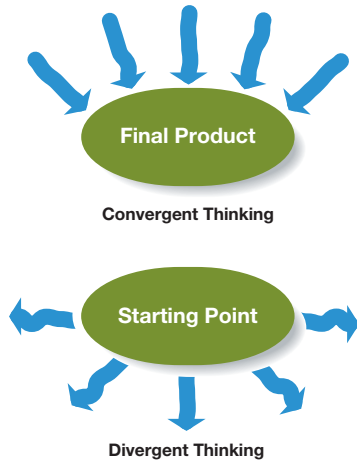 Final Product
Convergent Thinking
Starting Point
Divergent Thinking